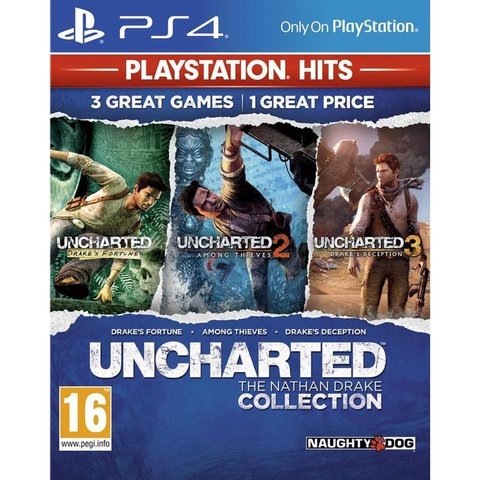 PS4
Only On PlayStation®
PLAYSTATION® HITS
3 GREAT GAMES | 1 GREAT PRICE
UNCHARTED
DRAKE'S FORTUNE
UNCHARTED 2
AMONG THIEVES
UNCHARTED 3
DRAKE'S DECEPTION
DRAKE'S FORTUNE • AMONG THIEVES • DRAKE'S DECEPTION
UNCHARTED™
THE NATHAN DRAKE
COLLECTION
16
www.pegi.info
NAUGHTY DOG